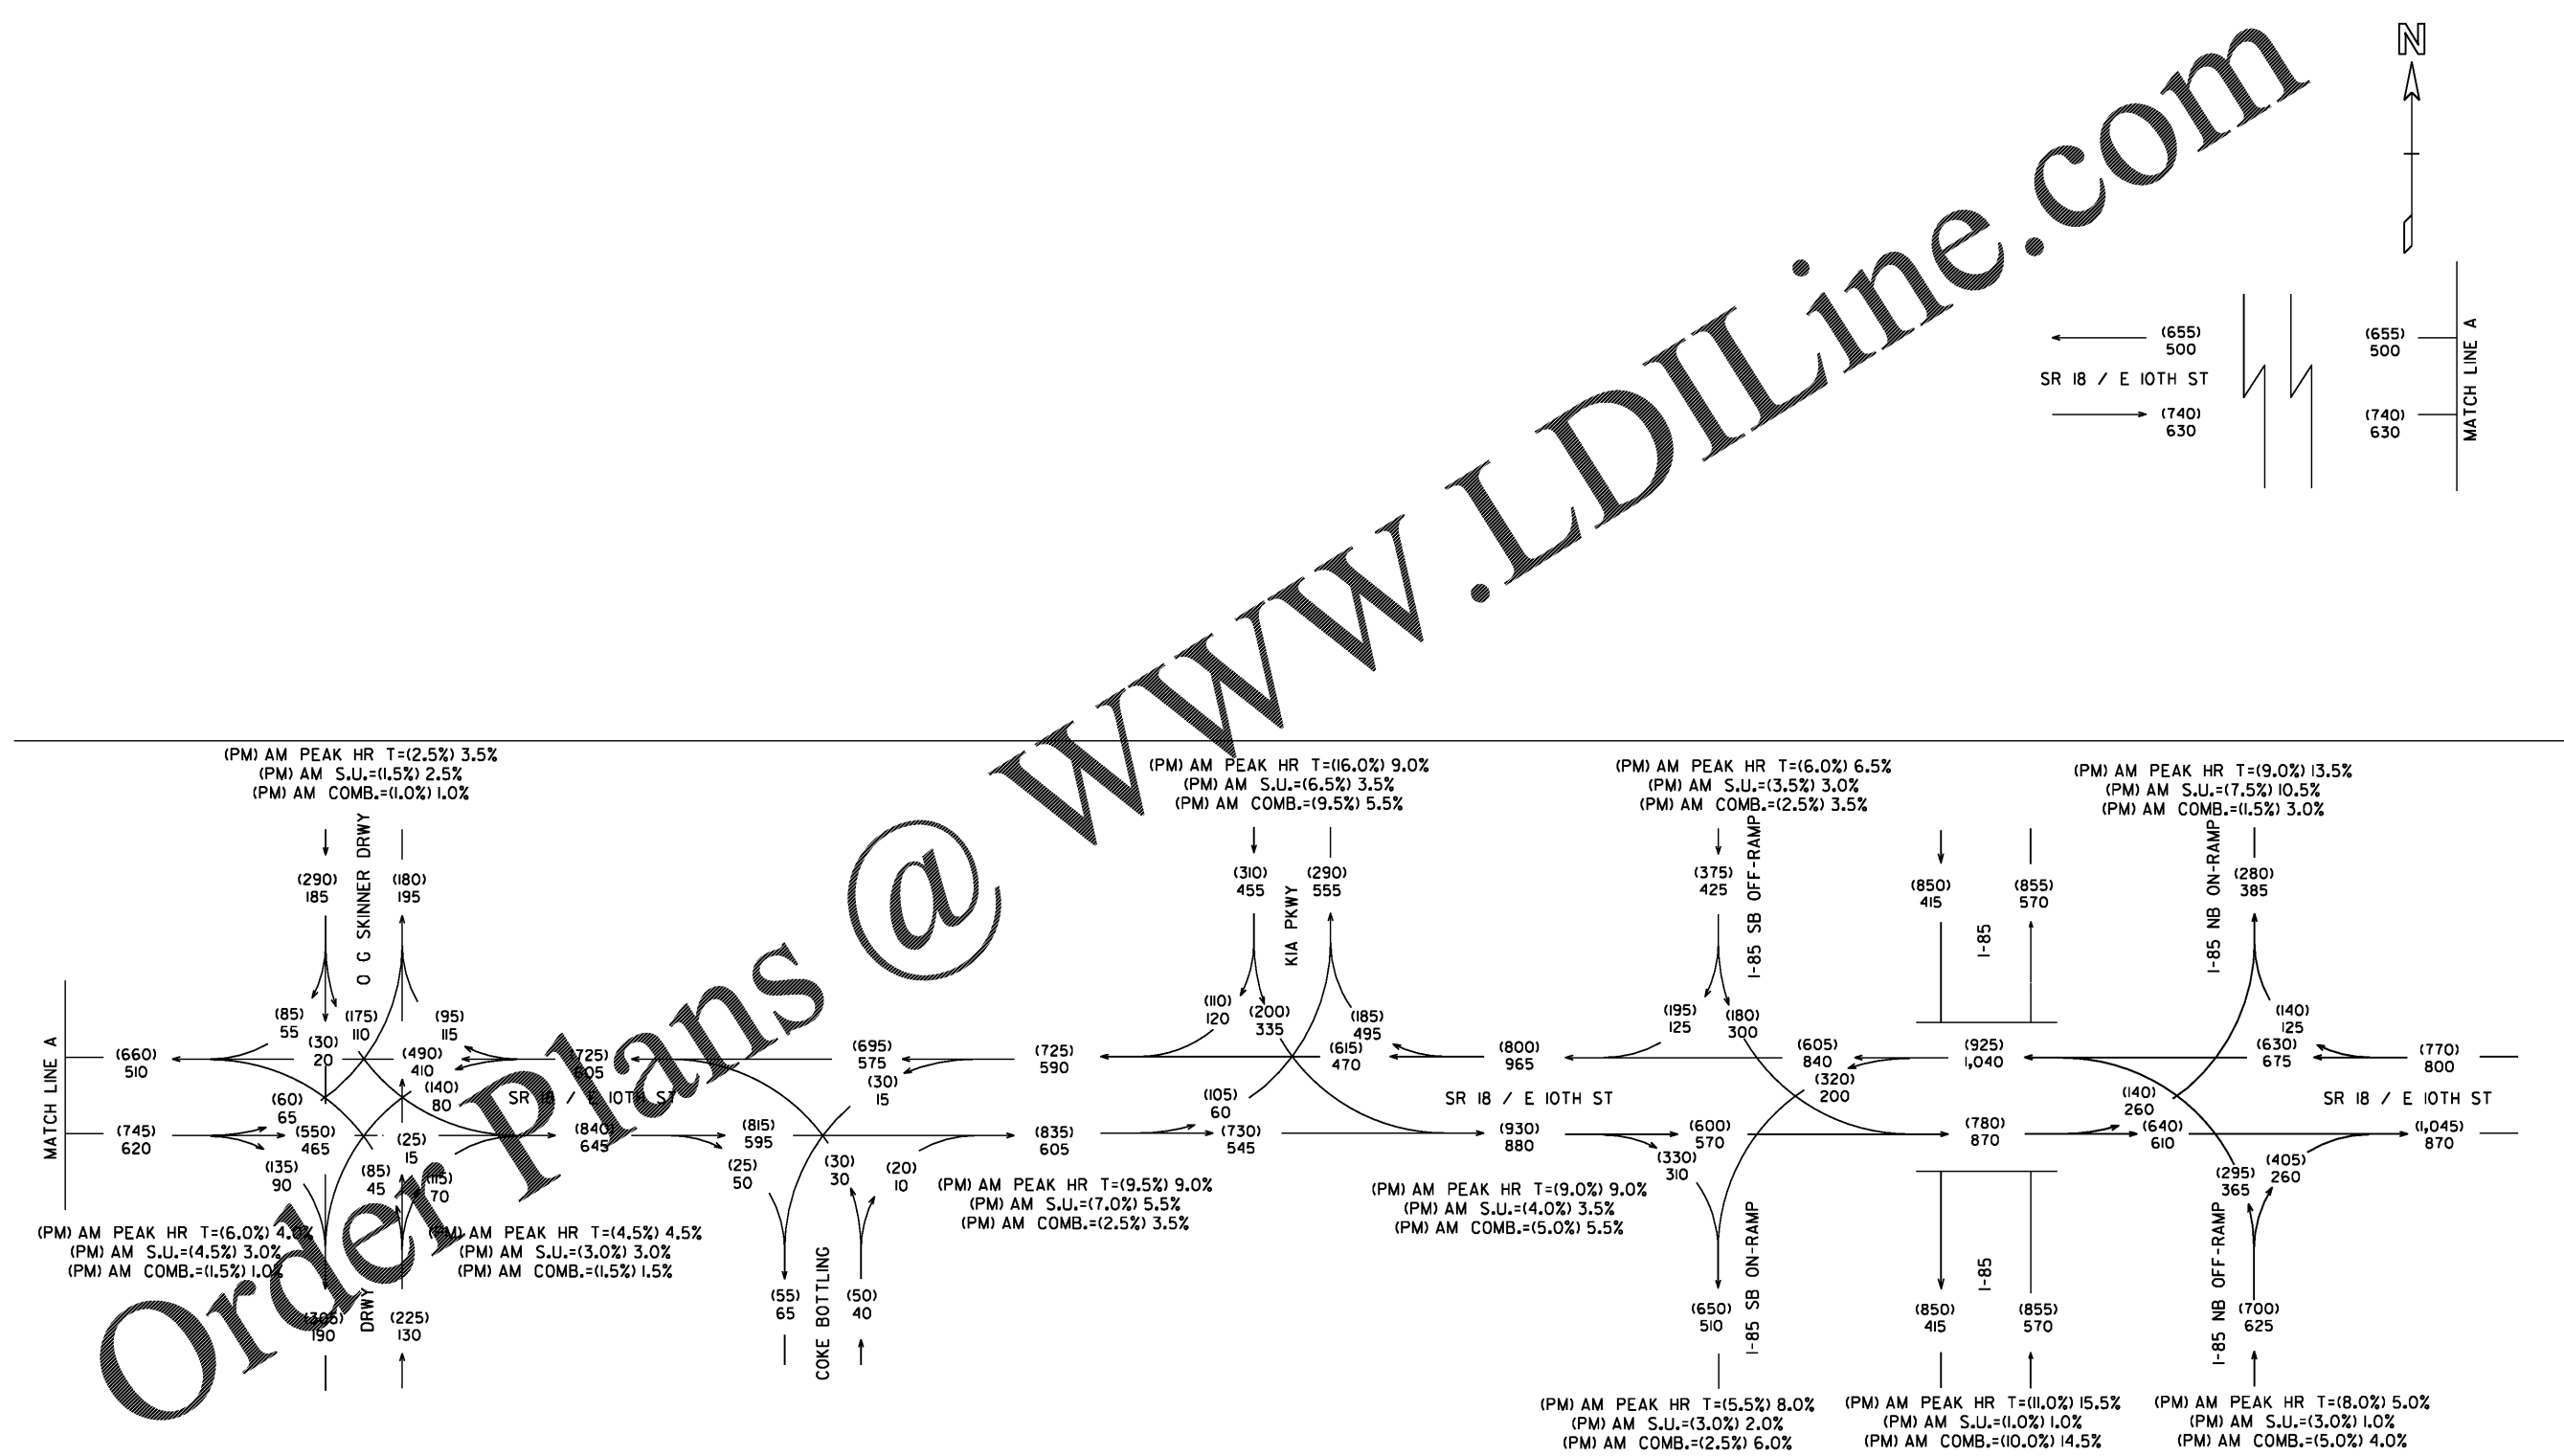 N
(655)
500
(655)
500
SR 18 / E 10TH ST
MATCH LINE A
(740)
630
(740)
630
Order Plans @ www.LDILine.com
(PM) AM PEAK HR T=(2.5%) 3.5%
(PM) AM S.U.=(1.5%) 2.5%
(PM) AM COMB.=(1.0%) 1.0%
(PM) AM PEAK HR T=(16.0%) 9.0%
(PM) AM S.U.=(6.5%) 3.5%
(PM) AM COMB.=(9.5%) 5.5%
(PM) AM PEAK HR T=(6.0%) 6.5%
(PM) AM S.U.=(3.5%) 3.0%
(PM) AM COMB.=(2.5%) 3.5%
(PM) AM PEAK HR T=(9.0%) 13.5%
(PM) AM S.U.=(7.5%) 10.5%
(PM) AM COMB.=(1.5%) 3.0%
(290)
185
O G SKINNER DRWY
(180)
195
(310)
455
KIA PKWY
(290)
555
(375)
425
I-85 SB OFF-RAMP
(850)
415
I-85
(855)
570
I-85 NB ON-RAMP
(280)
385
MATCH LINE A
(660)
510
(85)
55
(30)
20
(175)
110
(95)
115
(490)
410
(140)
80
(725)
605
(695)
575
(30)
15
(725)
590
(110)
120
(200)
335
(185)
495
(615)
470
(800)
965
(195)
125
(180)
300
(605)
840
(320)
200
(925)
1,040
(140)
125
(630)
675
(770)
800
SR 18 / E 10TH ST
SR 18 / E 10TH ST
SR 18 / E 10TH ST
(745)
620
(60)
65
(550)
465
(135)
90
(25)
15
(85)
45
(115)
70
(840)
645
(815)
595
(25)
50
(30)
30
(20)
10
(835)
605
(105)
60
(730)
545
(930)
880
(600)
570
(330)
310
(780)
870
(140)
260
(640)
610
(295)
365
(405)
260
(1,045)
870
(PM) AM PEAK HR T=(6.0%) 4.0%
(PM) AM S.U.=(4.5%) 3.0%
(PM) AM COMB.=(1.5%) 1.0%
(PM) AM PEAK HR T=(4.5%) 4.5%
(PM) AM S.U.=(3.0%) 3.0%
(PM) AM COMB.=(1.5%) 1.5%
(PM) AM PEAK HR T=(9.5%) 9.0%
(PM) AM S.U.=(7.0%) 5.5%
(PM) AM COMB.=(2.5%) 3.5%
(PM) AM PEAK HR T=(9.0%) 9.0%
(PM) AM S.U.=(4.0%) 3.5%
(PM) AM COMB.=(5.0%) 5.5%
(305)
190
DRWY
(225)
130
(55)
65
COKE BOTTLING
(50)
40
(650)
510
I-85 SB ON-RAMP
(850)
415
I-85
(855)
570
I-85 NB OFF-RAMP
(700)
625
(PM) AM PEAK HR T=(5.5%) 8.0%
(PM) AM S.U.=(3.0%) 2.0%
(PM) AM COMB.=(2.5%) 6.0%
(PM) AM PEAK HR T=(11.0%) 15.5%
(PM) AM S.U.=(1.0%) 1.0%
(PM) AM COMB.=(10.0%) 14.5%
(PM) AM PEAK HR T=(8.0%) 5.0%
(PM) AM S.U.=(3.0%) 1.0%
(PM) AM COMB.=(5.0%) 4.0%